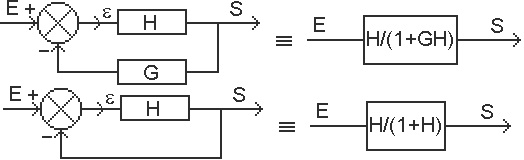 E + − ε H S ≡ E H/(1+GH) S
G
E + − ε H S ≡ E H/(1+H) S